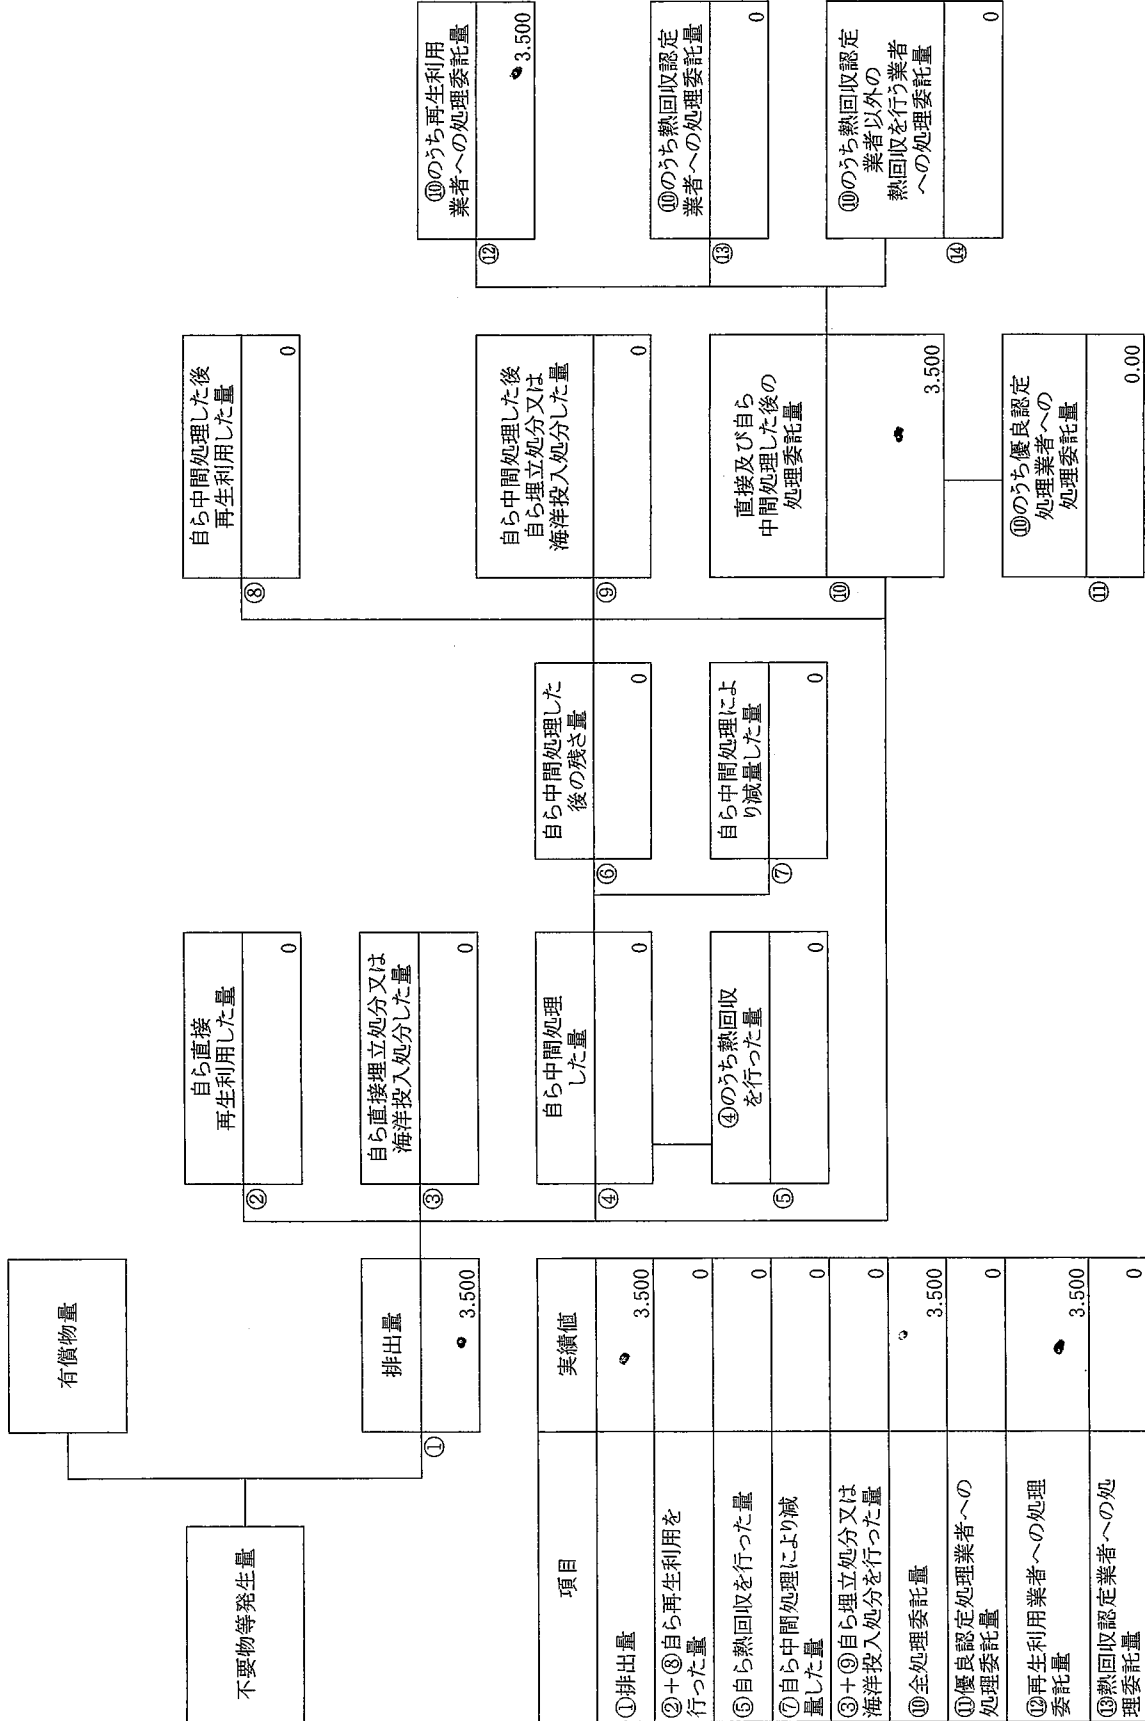 有償物量
不要物等発生量
①
排出量
3.500
②
自ら直接
再生利用した量
0
③
自ら直接埋立処分又は
海洋投入処分した量
0
④
自ら中間処理
した量
0
⑤
④のうち熱回収
を行った量
0
⑥
自ら中間処理した
後の残さ量
0
⑦
自ら中間処理によ
り減量した量
0
⑧
自ら中間処理した後
再生利用した量
0
⑨
自ら中間処理した後
自ら埋立処分又は
海洋投入処分した量
0
⑩
直接及び自ら
中間処理した後の
処理委託量
3.500
⑪
⑩のうち優良認定
処理業者への
処理委託量
0.00
⑫
⑩のうち再生利用
業者への処理委託量
3.500
⑬
⑩のうち熱回収認定
業者への処理委託量
0
⑭
⑩のうち熱回収認定
業者以外の
熱回収を行う業者
への処理委託量
0
項目 実績値
①排出量 3.500
②+⑧自ら再生利用を
行った量 0
⑤自ら熱回収を行った量 0
⑦自ら中間処理により減
量した量 0
③+⑨自ら埋立処分又は
海洋投入処分を行った量 0
⑩全処理委託量 3.500
⑪優良認定処理業者への
処理委託量 0
⑫再生利用業者への処理
委託量 3.500
⑬熱回収認定業者への処
理委託量 0